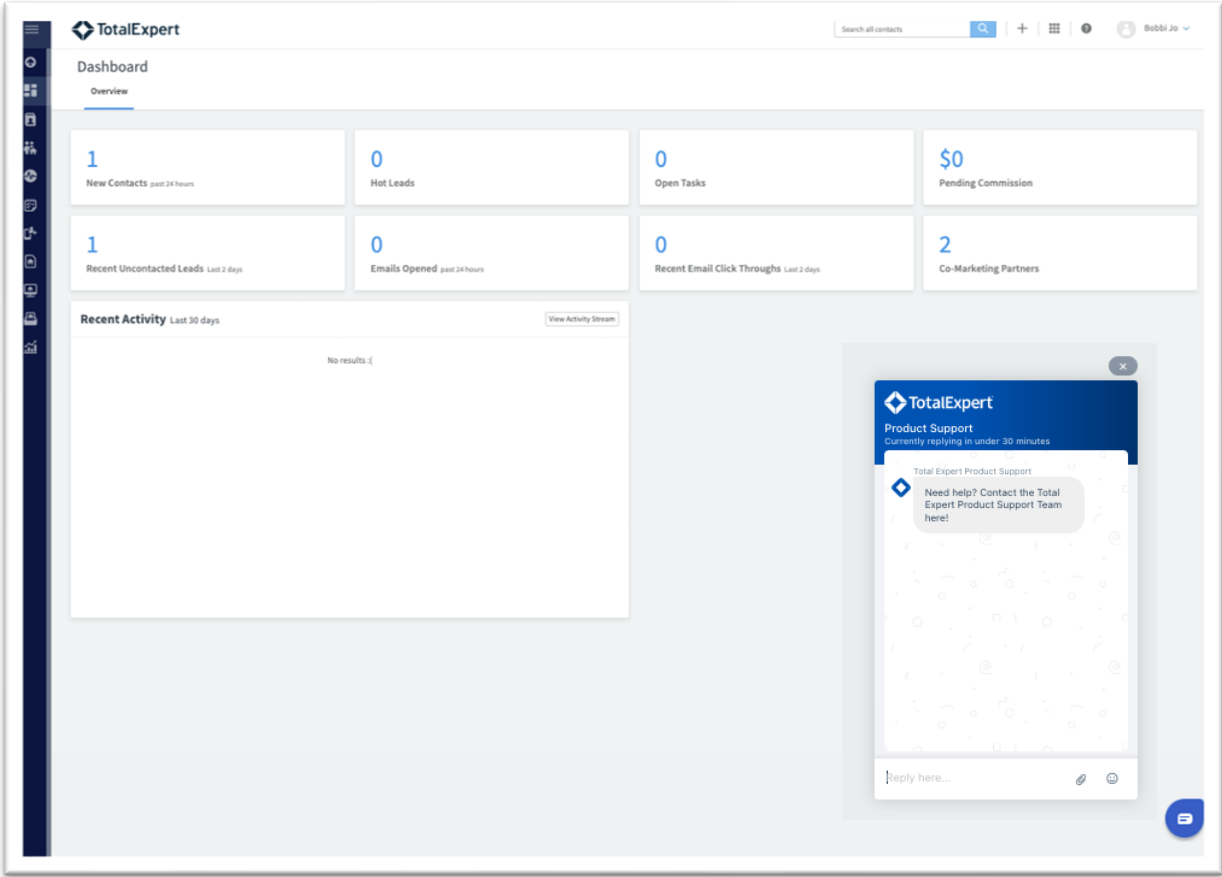 TotalExpert
Search all contacts
Bobbi Jo
Dashboard
Overview
1
New Contacts past 24 hours
0
Hot Leads
0
Open Tasks
$0
Pending Commission
1
Recent Uncontacted Leads Last 2 days
0
Emails Opened past 24 hours
0
Recent Email Click Throughs Last 2 days
2
Co-Marketing Partners
Recent Activity Last 30 days
View Activity Stream
No results :(
TotalExpert
Product Support
Currently replying in under 30 minutes
Total Expert Product Support
Need help? Contact the Total
Expert Product Support Team
here!
Reply here...